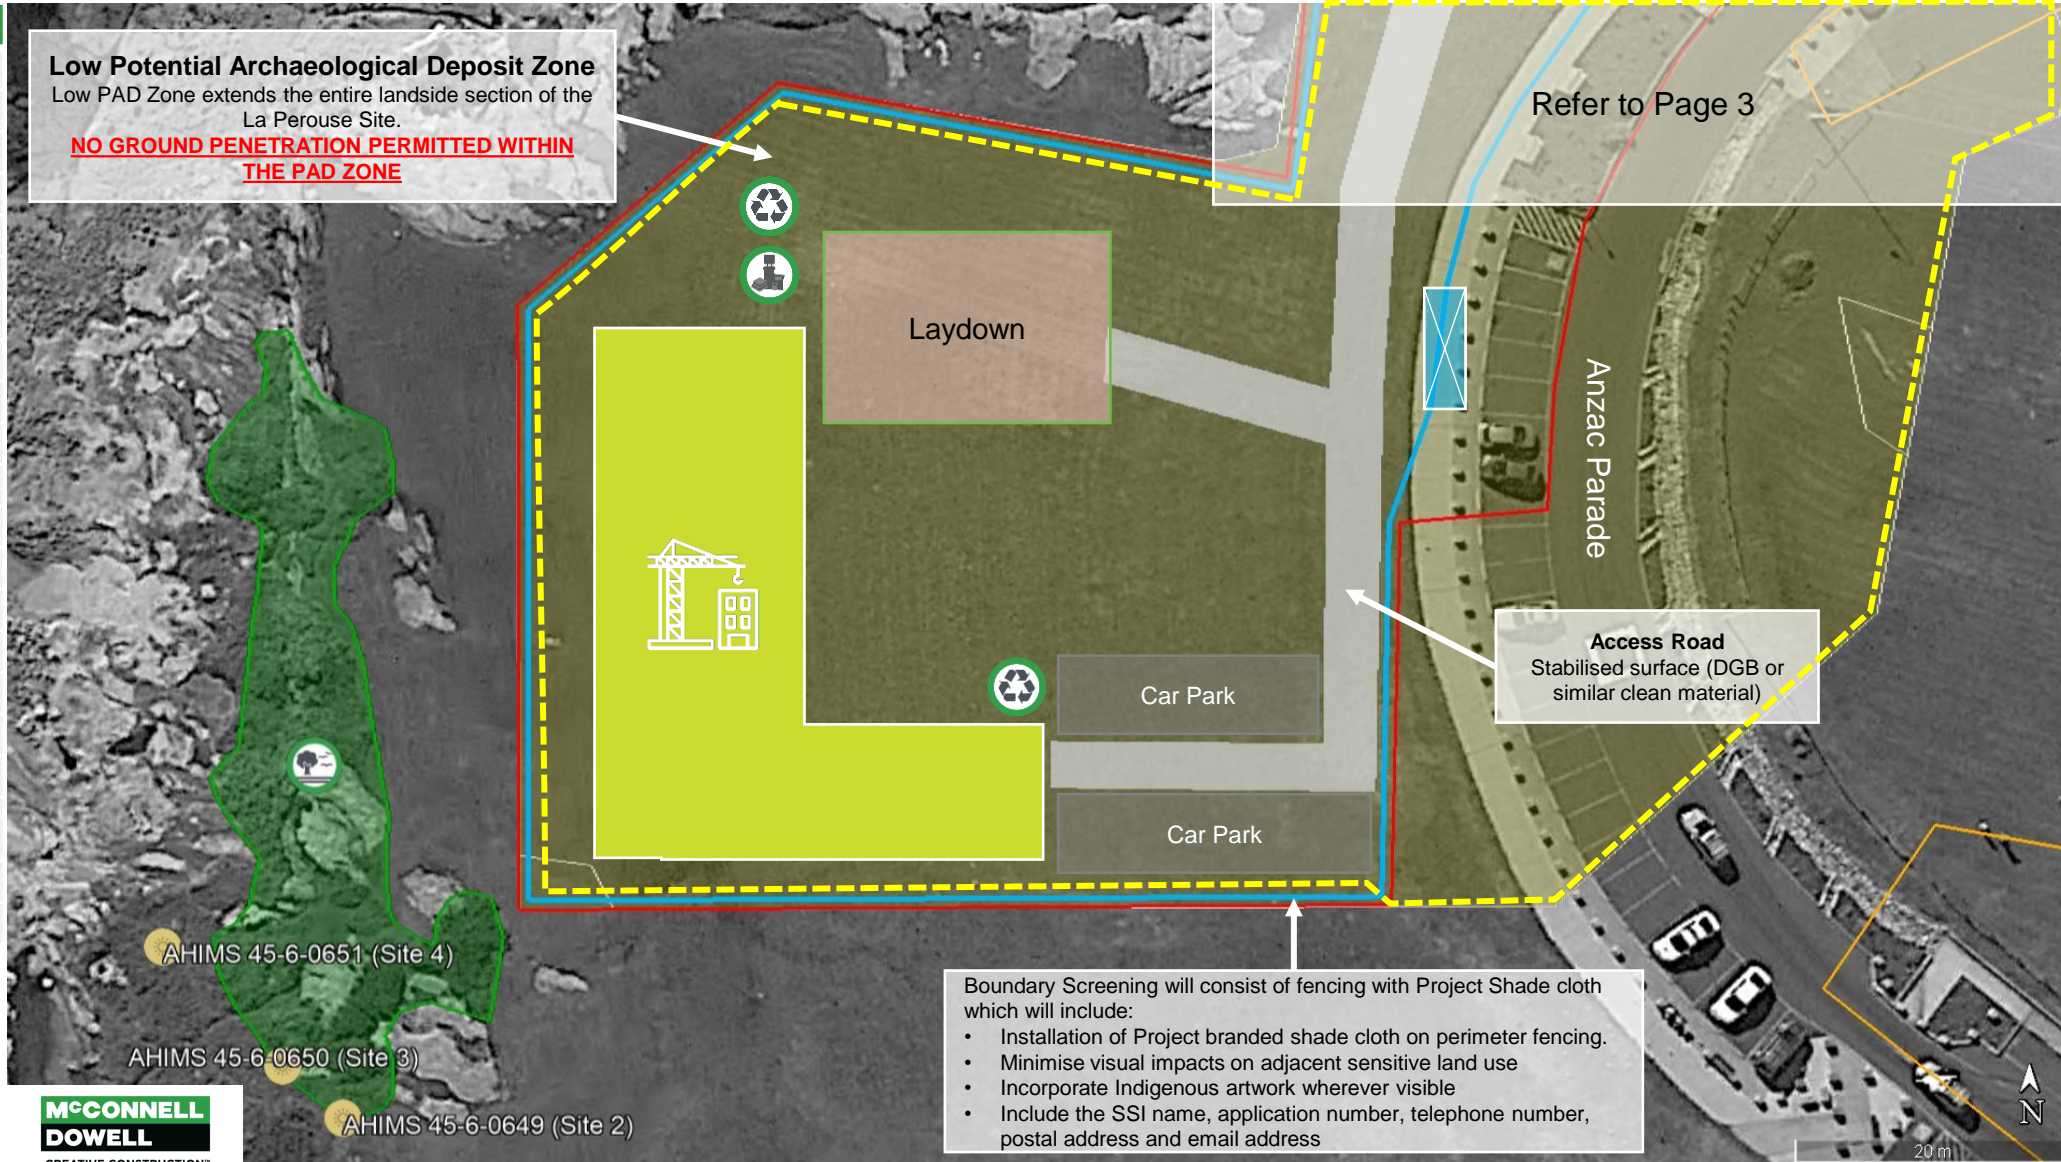 Low Potential Archaeological Deposit Zone
Low PAD Zone extends the entire landside section of the
La Perouse Site.
NO GROUND PENETRATION PERMITTED WITHIN
THE PAD ZONE
Refer to Page 3
Laydown
Anzac Parade
Access Road
Stabilised surface (DGB or
similar clean material)
Car Park
Car Park
AHIMS 45-6-0651 (Site 4)
AHIMS 45-6-0650 (Site 3)
AHIMS 45-6-0649 (Site 2)
Boundary Screening will consist of fencing with Project Shade cloth
which will include:
• Installation of Project branded shade cloth on perimeter fencing.
• Minimise visual impacts on adjacent sensitive land use
• Incorporate Indigenous artwork wherever visible
• Include the SSI name, application number, telephone number,
postal address and email address
McCONNELL
DOWELL
CREATIVE CONSTRUCTION™
N
20 m